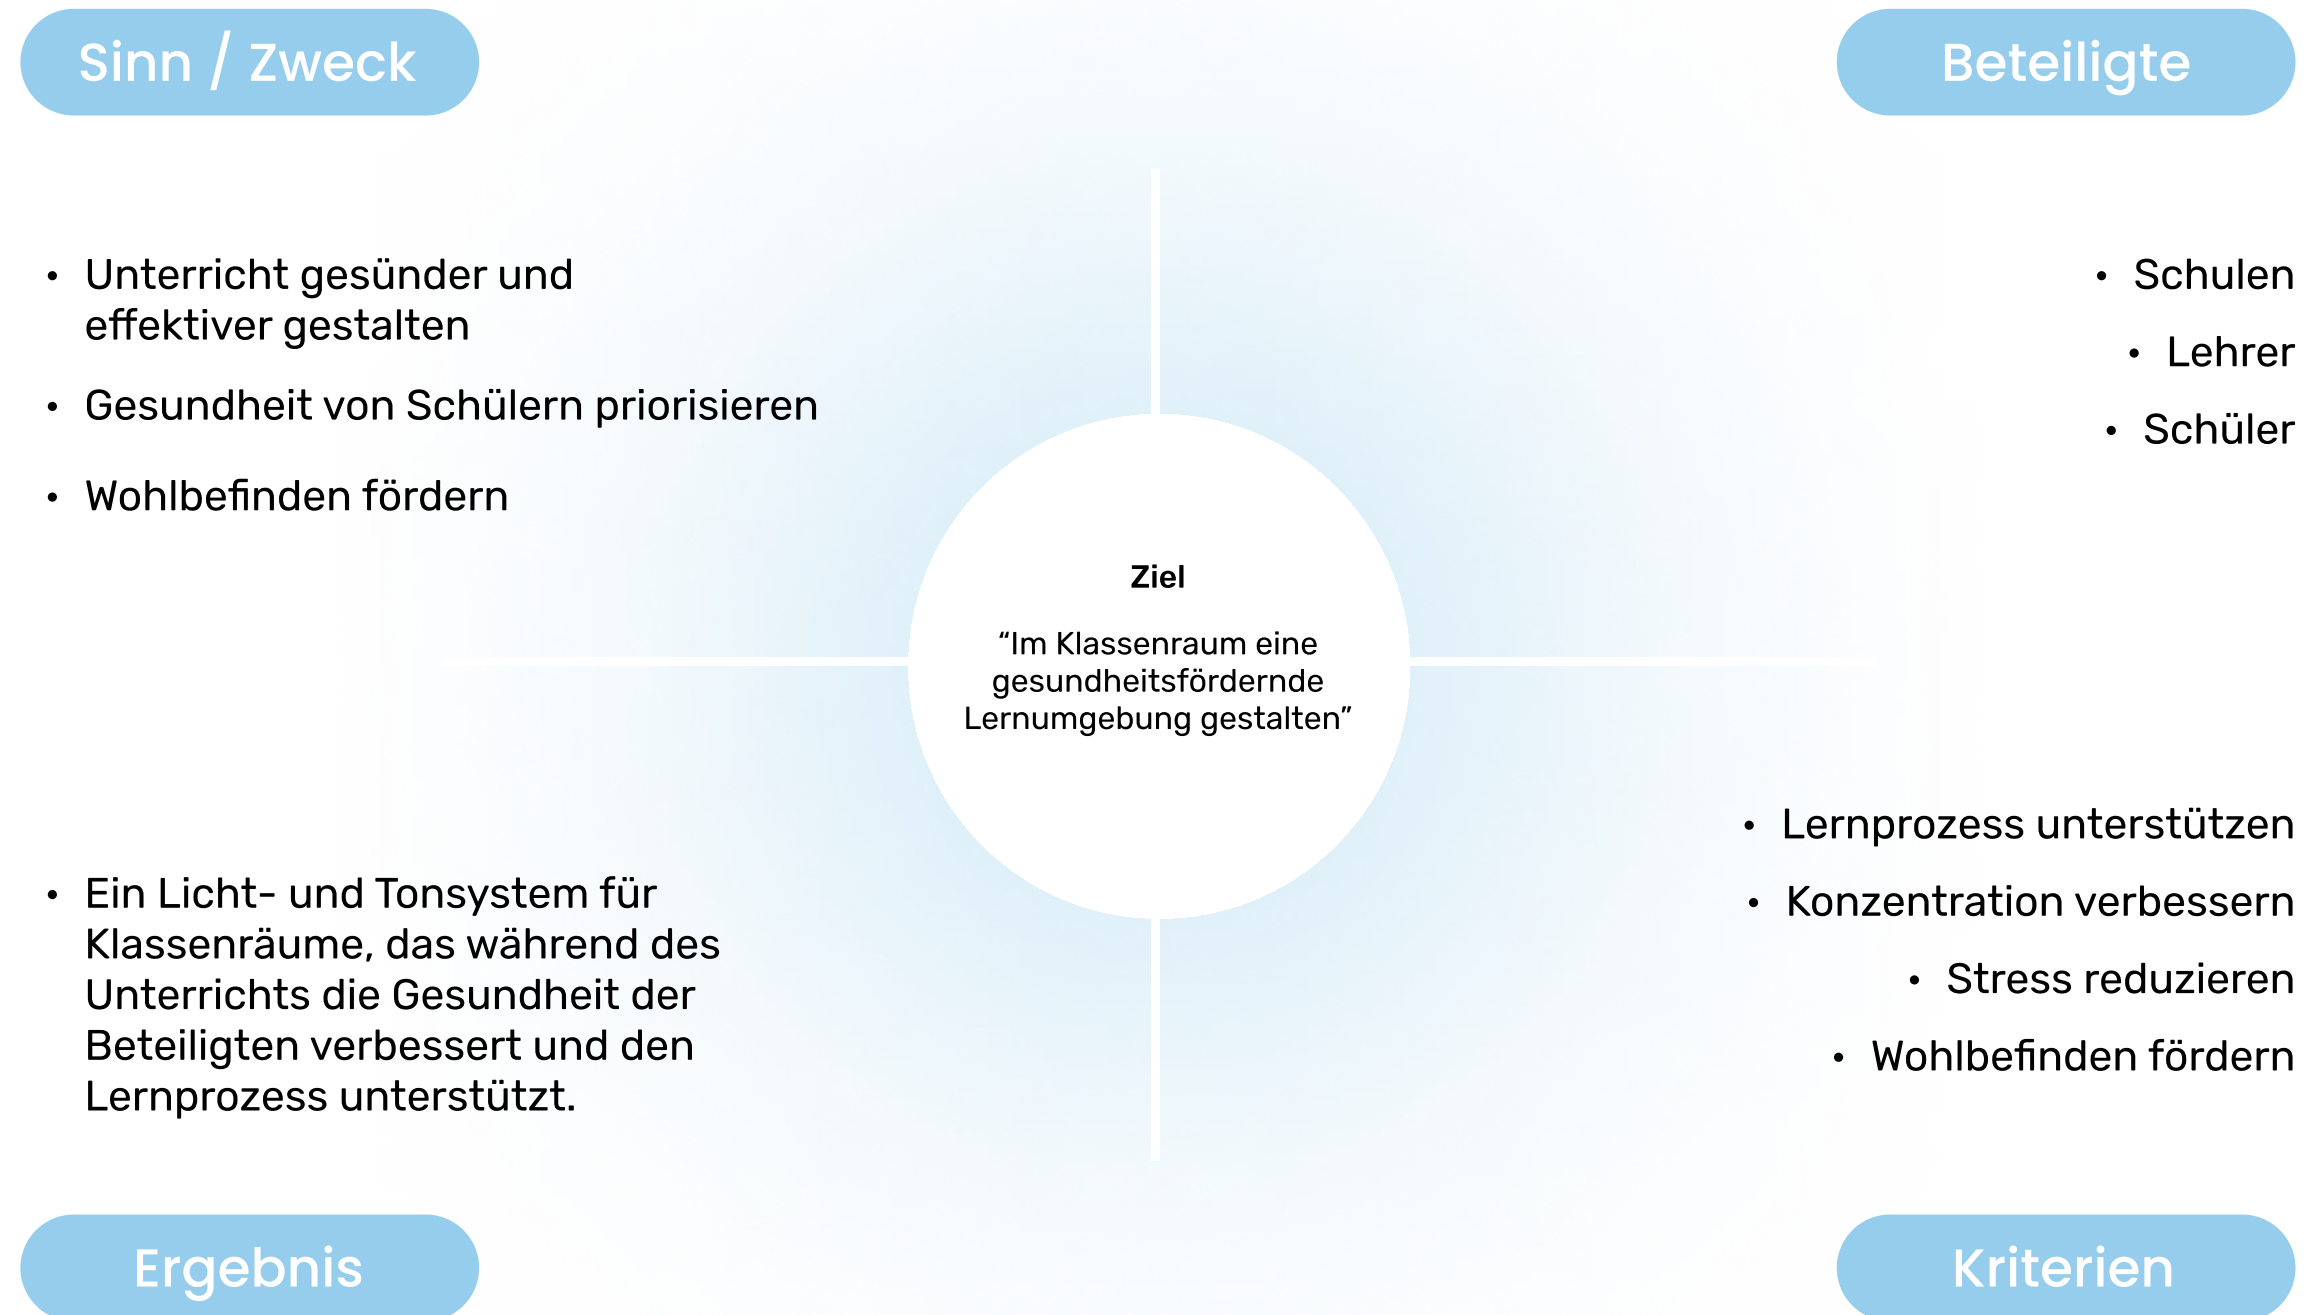 Sinn / Zweck
• Unterricht gesünder und
effektiver gestalten
• Gesundheit von Schülern priorisieren
• Wohlbefinden fördern
Beteiligte
• Schulen
• Lehrer
• Schüler
Ziel
“Im Klassenraum eine
gesundheitsfördernde
Lernumgebung gestalten”
• Ein Licht- und Tonsystem für
Klassenräume, das während des
Unterrichts die Gesundheit der
Beteiligten verbessert und den
Lernprozess unterstützt.
Ergebnis
• Lernprozess unterstützen
• Konzentration verbessern
• Stress reduzieren
• Wohlbefinden fördern
Kriterien